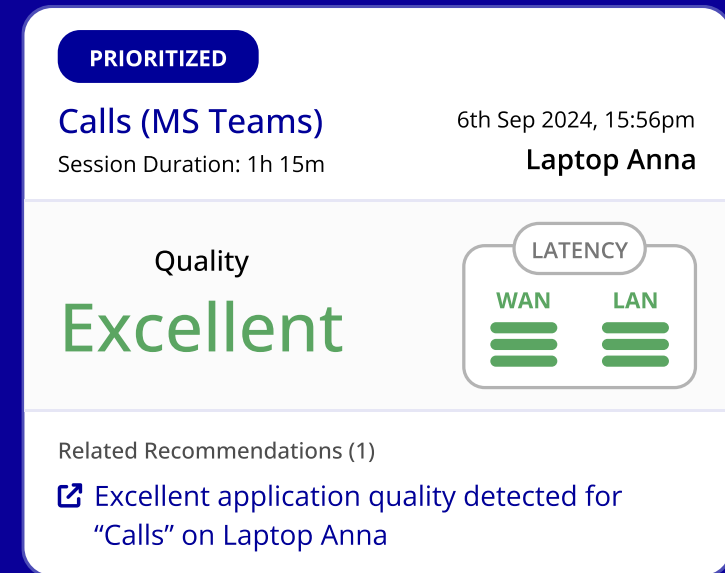 PRIORITIZED
Calls (MS Teams)
6th Sep 2024, 15:56pm
Session Duration: 1h 15m
Laptop Anna
Quality
Excellent
LATENCY
WAN
LAN
Related Recommendations (1)
Excellent application quality detected for
“Calls” on Laptop Anna